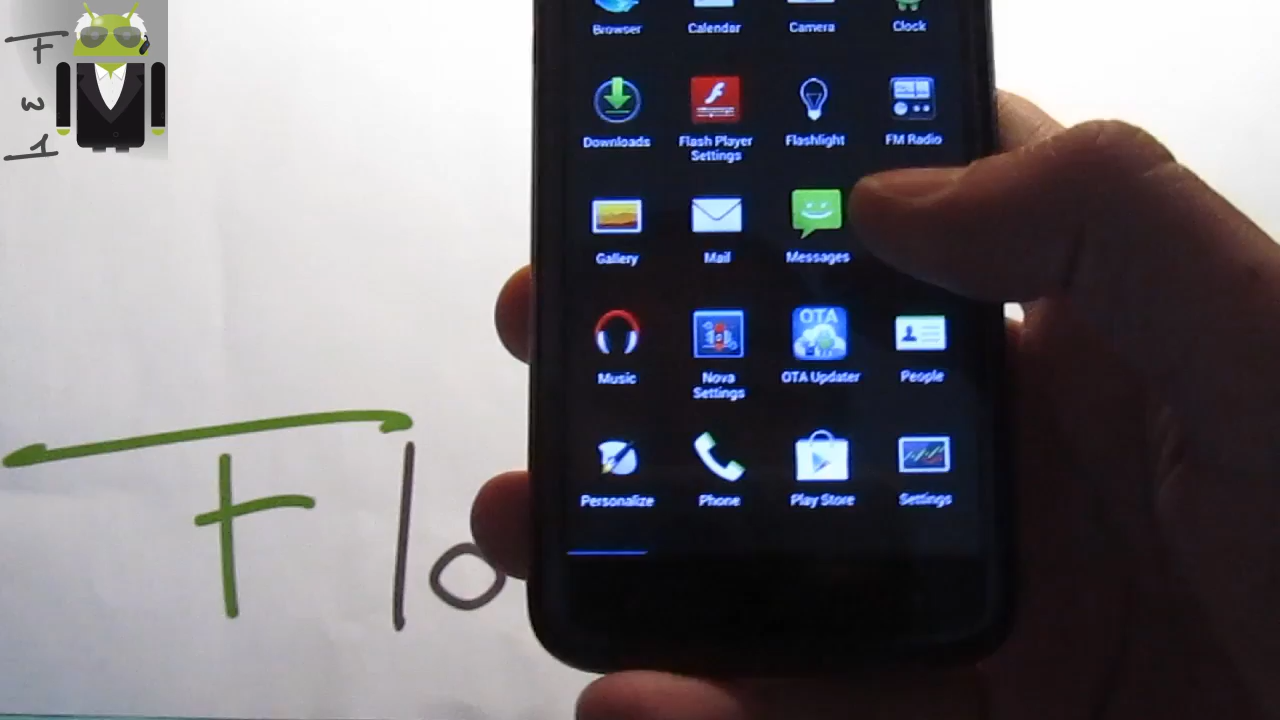 F
w
1
Browser Calendar Camera Clock
Downloads Flash Player Settings Flashlight FM Radio
Gallery Mail Messages
Music Nova Settings OTA OTA Updater People
Personalize Phone Play Store Settings
Flo